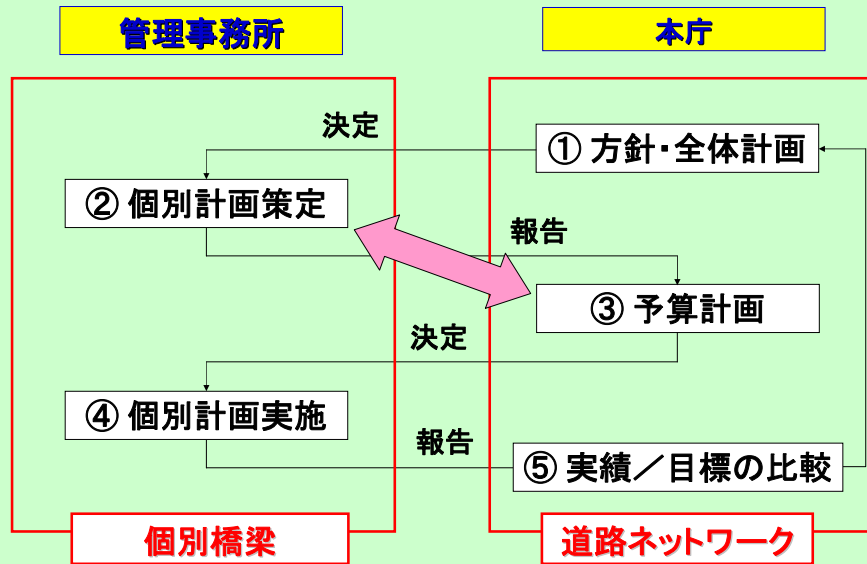 管理事務所
本庁
決定
① 方針・全体計画
② 個別計画策定
報告
③ 予算計画
決定
④ 個別計画実施
報告
⑤ 実績／目標の比較
個別橋梁
道路ネットワーク